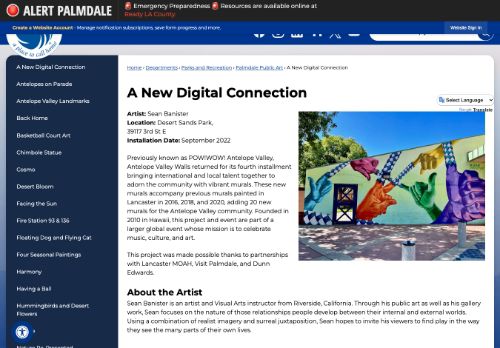 ALERT PALMDALE
🚨 Emergency Preparedness 🚨 Resources are available online at
Ready LA County.
Create a Website Account - Manage notification subscriptions, save form progress and more.
Website Sign In
a place to call home
A New Digital Connection
Antelopes on Parade
Antelope Valley Landmarks
Back Home
Basketball Court Art
Chimbole Statue
Cosmo
Desert Bloom
Facing the Sun
Fire Station 93 & 136
Floating Dog and Flying Cat
Four Seasonal Paintings
Harmony
Having a Ball
Hummingbirds and Desert
Flowers
Home › Departments › Parks and Recreation › Palmdale Public Art › A New Digital Connection
A New Digital Connection
Select Language
Google Translate
Artist: Sean Banister
Location: Desert Sands Park,
39117 3rd St E
Installation Date: September 2022
Previously known as POW!WOW! Antelope Valley,
Antelope Valley Walls returned for its fourth installment
bringing international and local talent together to
adorn the community with vibrant murals. These new
murals accompany previous murals painted in
Lancaster in 2016, 2018, and 2020, adding 20 new
murals for the Antelope Valley community. Founded in
2010 in Hawaii, this project and event are part of a
larger global event whose mission is to celebrate
music, culture, and art.
This project was made possible thanks to partnerships
with Lancaster MOAH, Visit Palmdale, and Dunn
Edwards.
About the Artist
Sean Banister is an artist and Visual Arts instructor from Riverside, California. Through his public art as well as his gallery
work, Sean focuses on the nature of those relationships people develop between their internal and external worlds.
Using a combination of realist imagery and surreal juxtaposition, Sean hopes to invite his viewers to find play in the way
they see the many parts of their own lives.